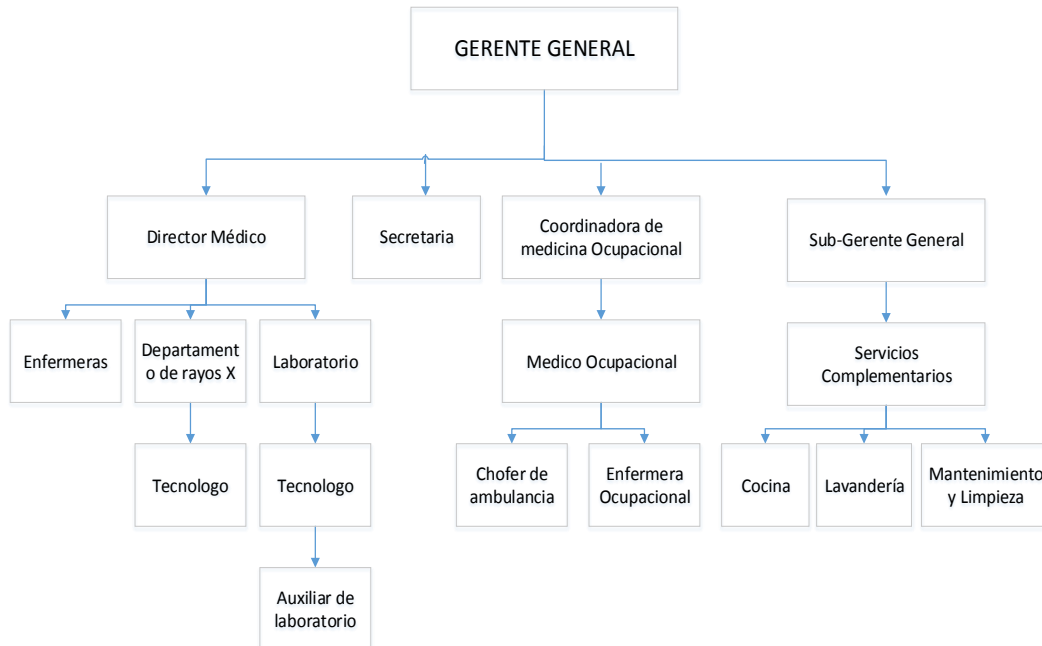 GERENTE GENERAL
Director Médico
Secretaria
Coordinadora de
medicina Ocupacional
Sub-Gerente General
Enfermeras
Departament
o de rayos X
Laboratorio
Medico Ocupacional
Servicios
Complementarios
Tecnologo
Tecnologo
Chofer de
ambulancia
Enfermera
Ocupacional
Cocina
Lavandería
Mantenimiento
y Limpieza
Auxiliar de
laboratorio